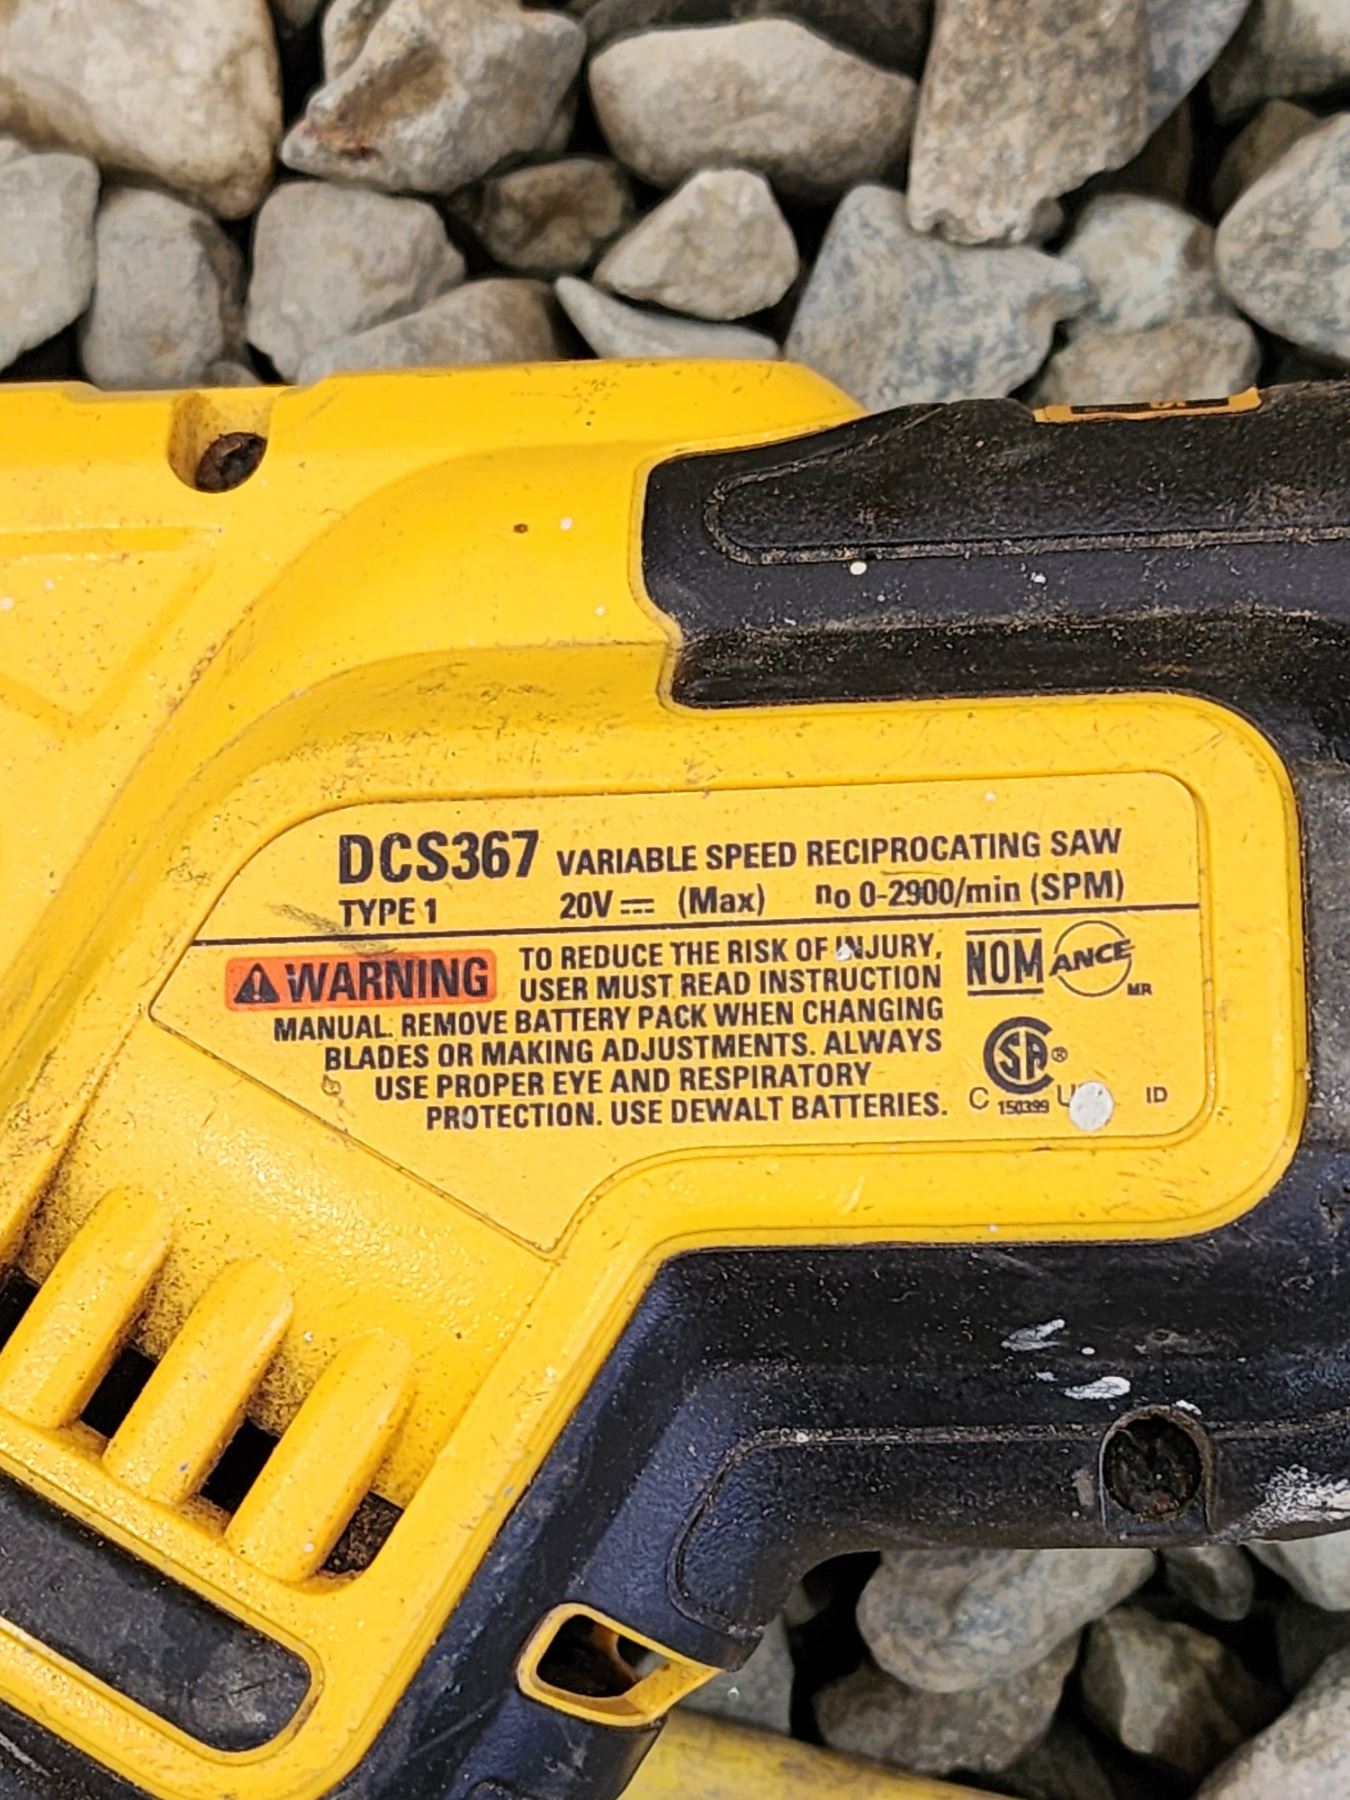 DCS367 VARIABLE SPEED RECIPROCATING SAW
TYPE 1 20V ⎓ (Max) no 0-2900/min (SPM)
⚠WARNING TO REDUCE THE RISK OF INJURY,
USER MUST READ INSTRUCTION
MANUAL. REMOVE BATTERY PACK WHEN CHANGING
BLADES OR MAKING ADJUSTMENTS. ALWAYS
USE PROPER EYE AND RESPIRATORY
PROTECTION. USE DEWALT BATTERIES.
NOM ANCE MR
CSA®
C 150399 ID